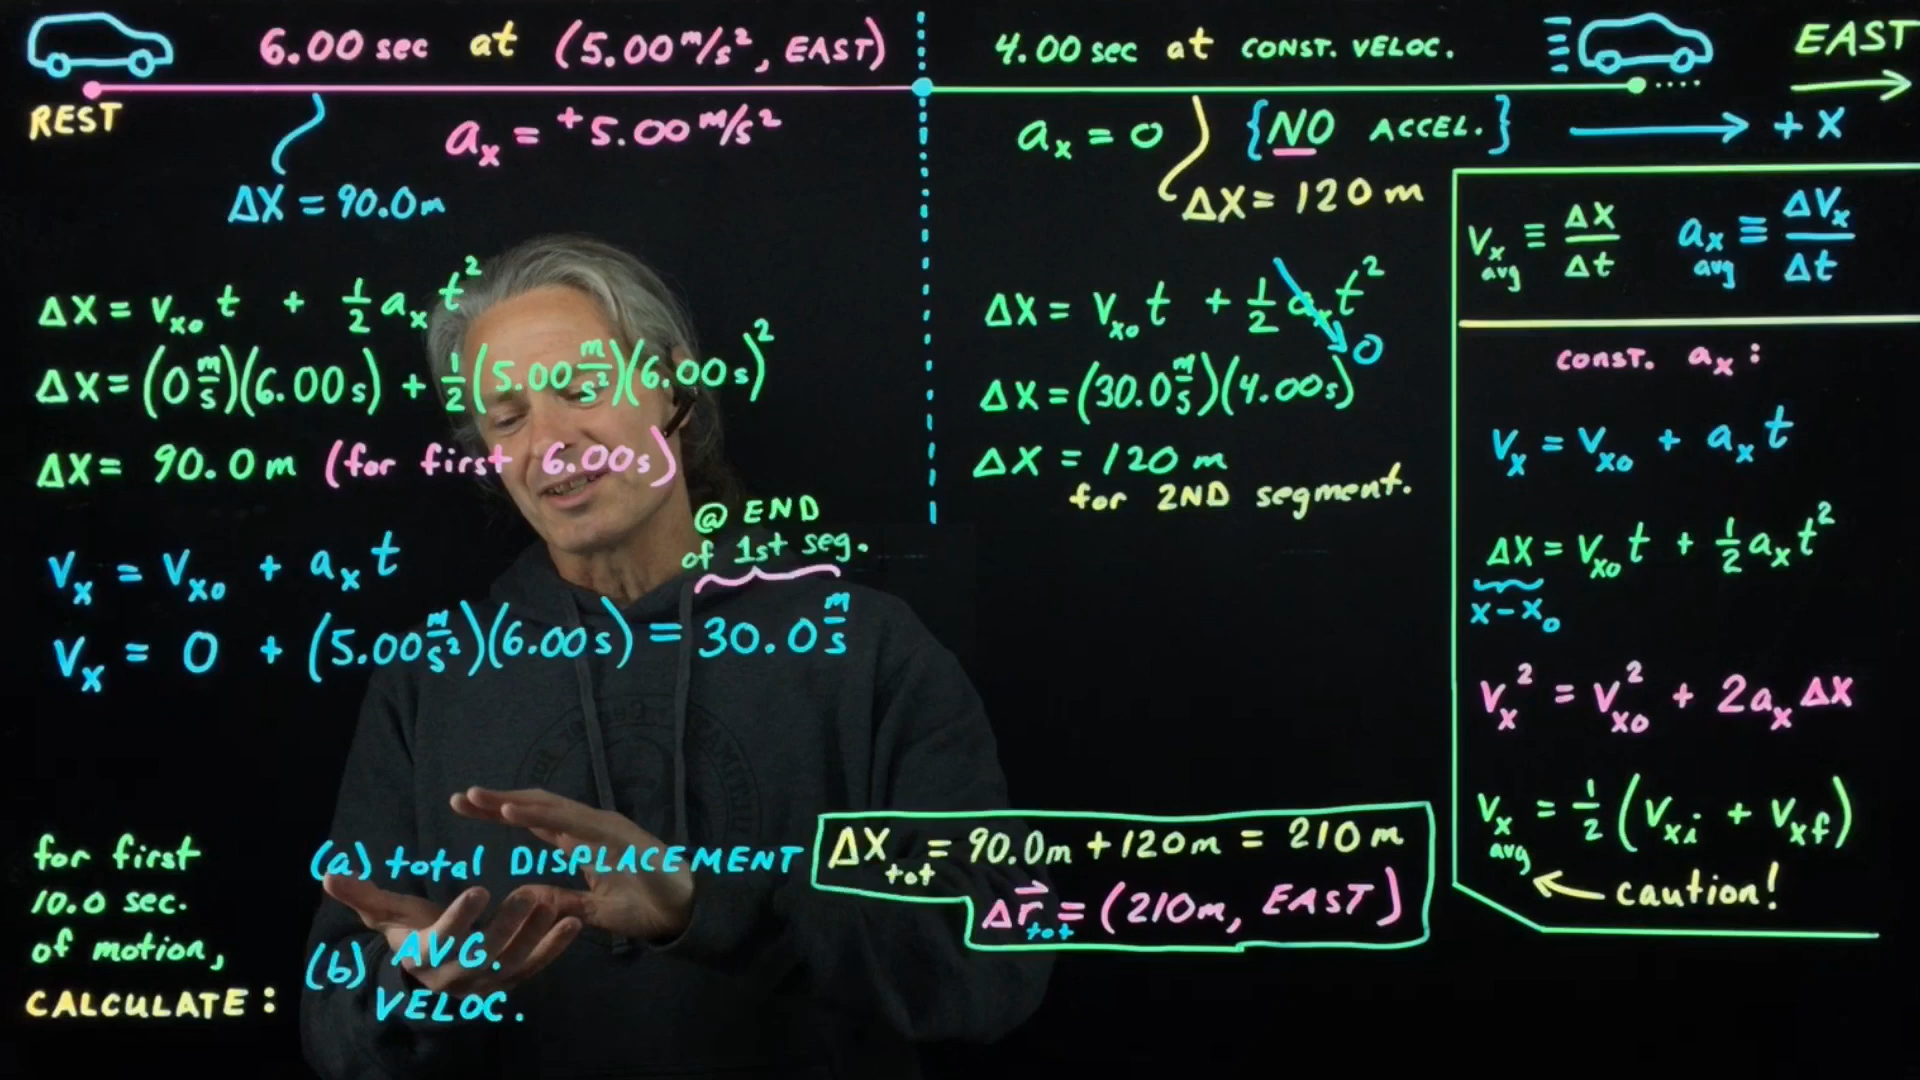 6.00 sec at (5.00 m/s², EAST)
4.00 sec at CONST. VELOC.
EAST
REST
aₓ = ⁺5.00 m/s²
aₓ = 0 {NO ACCEL.}
+ X
ΔX = 90.0m
ΔX = 120 m
ΔX = Vₓ₀ t + ½ aₓ t²
ΔX = (0 m/s)(6.00 s) + ½(5.00 m/s²)(6.00 s)²
ΔX = 90.0 m (for first 6.00s)
@ END
of 1st seg.
Vₓ = Vₓ₀ + aₓ t
Vₓ = 0 + (5.00 m/s²)(6.00 s) = 30.0 m/s
ΔX = Vₓ₀ t + ½ aₓ t²
0
ΔX = (30.0 m/s)(4.00s)
ΔX = 120 m
for 2ND segment.
Vₓ avg ≡ ΔX/Δt aₓ avg ≡ ΔVₓ/Δt
CONST. aₓ :
Vₓ = Vₓ₀ + aₓ t
ΔX = Vₓ₀ t + ½ aₓ t²
X - X₀
Vₓ² = Vₓ₀² + 2aₓ ΔX
Vₓ avg = ½ (Vₓi + Vₓf)
caution!
for first
10.0 sec.
of motion,
CALCULATE :
(a) total DISPLACEMENT
ΔX tot = 90.0m + 120m = 210 m
Δr⃗ tot = (210m, EAST)
(b) AVG.
VELOC.